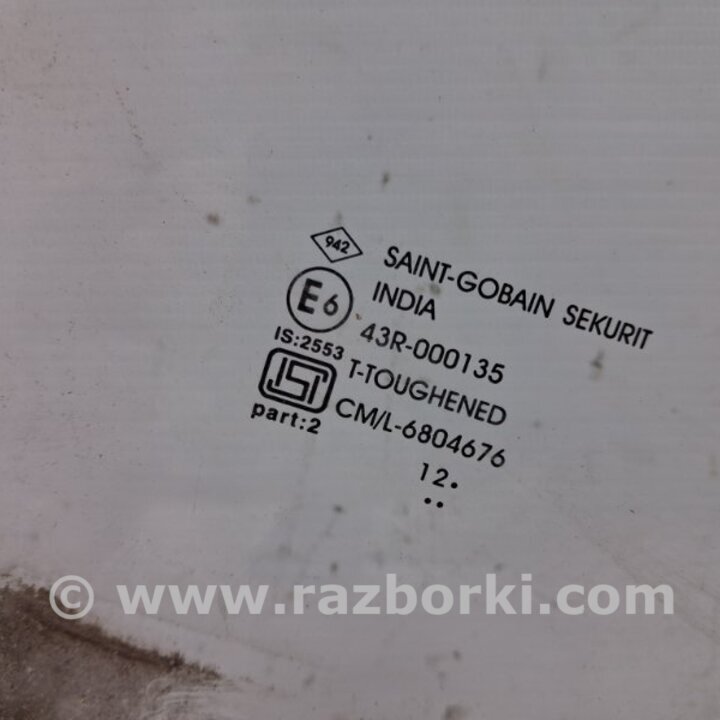 942
SAINT-GOBAIN SEKURIT
INDIA
E6
43R-000135
IS:2553
T-TOUGHENED
ISI
CM/L-6804676
part:2
12.
..
© www.razborki.com